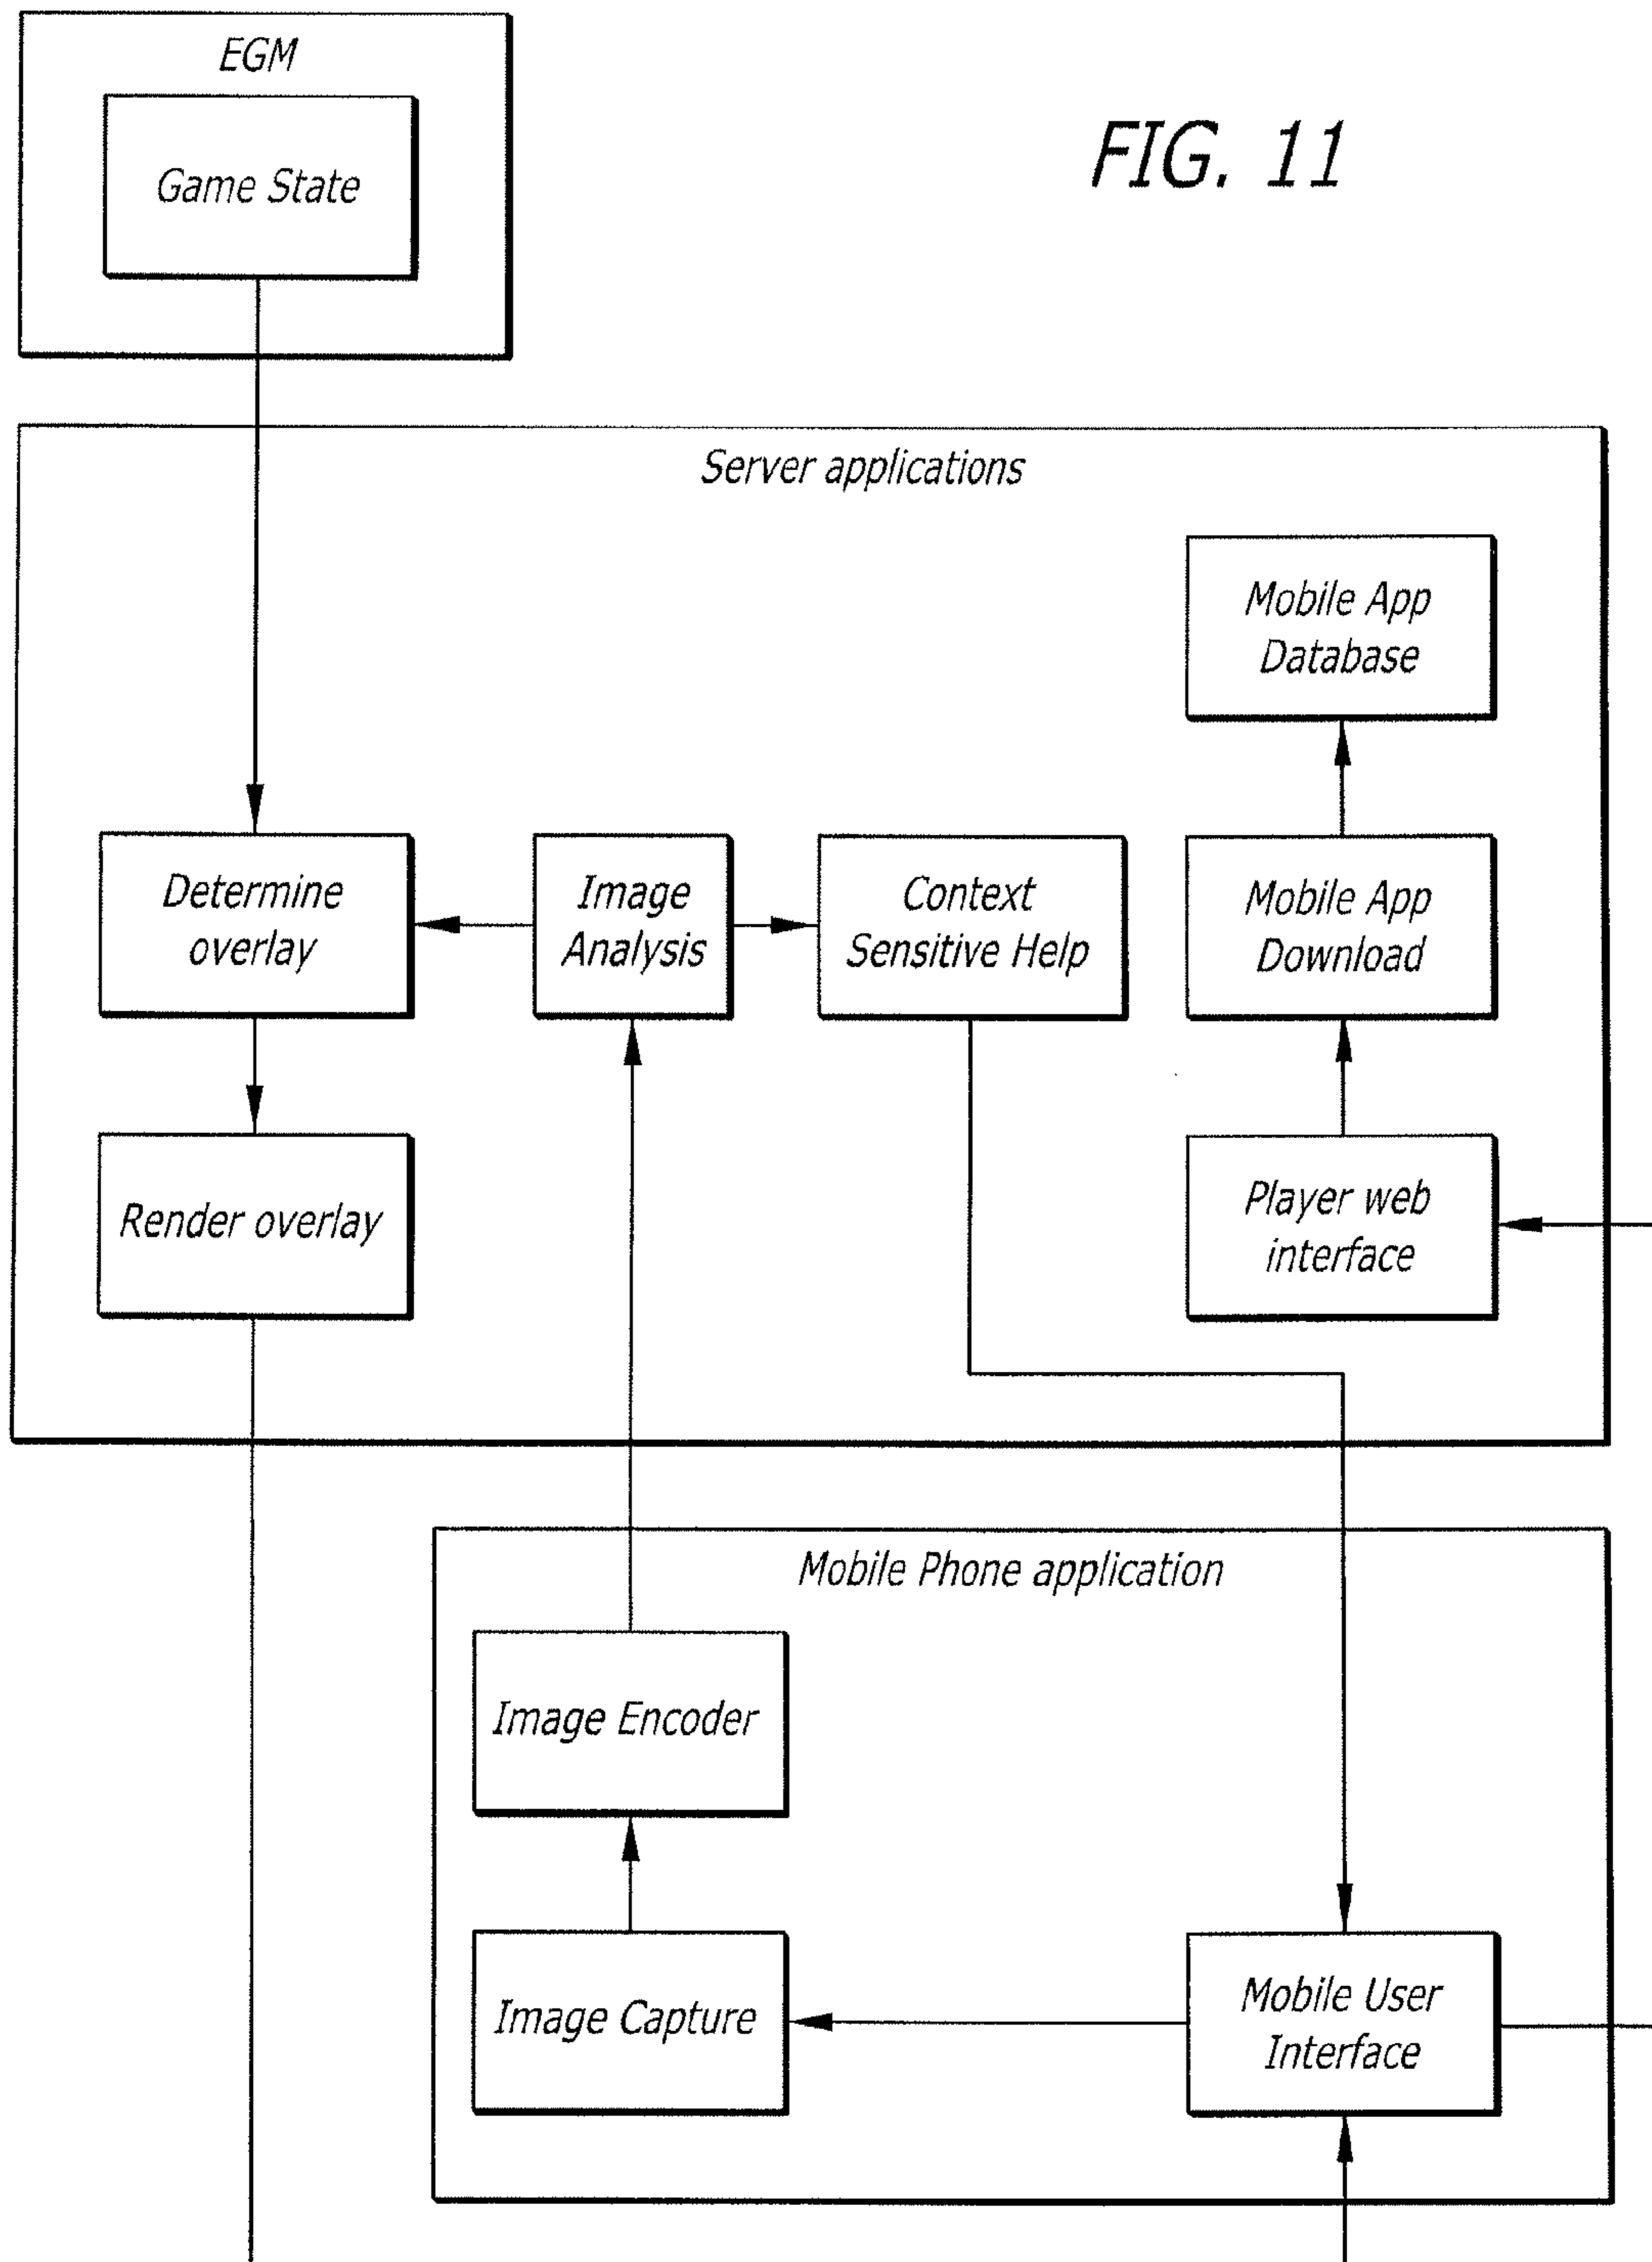 EGM
Game State
FIG. 11
Server applications
Mobile App
Database
Determine
overlay
Image
Analysis
Context
Sensitive Help
Mobile App
Download
Render overlay
Player web
interface
Mobile Phone application
Image Encoder
Image Capture
Mobile User
Interface